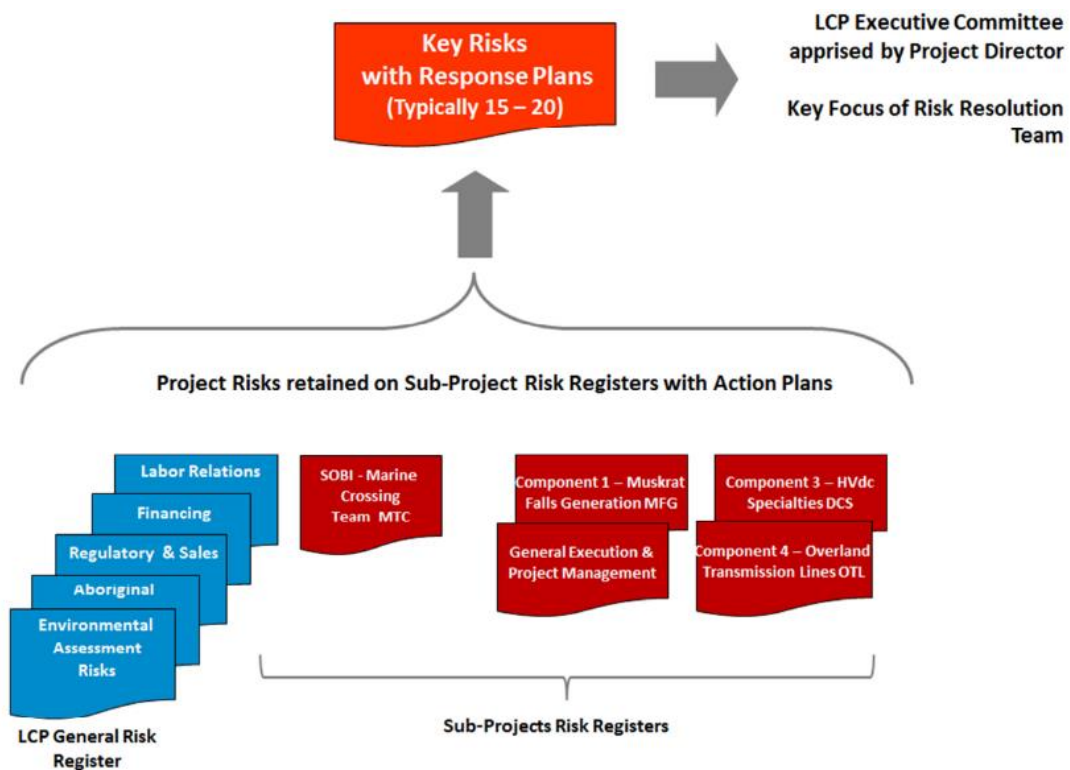 Key Risks
with Response Plans
(Typically 15 – 20)
LCP Executive Committee
apprised by Project Director
Key Focus of Risk Resolution
Team
Project Risks retained on Sub-Project Risk Registers with Action Plans
Labor Relations
Financing
Regulatory & Sales
Aboriginal
Environmental
Assessment
Risks
LCP General Risk
Register
SOBI - Marine
Crossing
Team MTC
Component 1 – Muskrat
Falls Generation MFG
General Execution &
Project Management
Component 3 – HVdc
Specialties DCS
Component 4 – Overland
Transmission Lines OTL
Sub-Projects Risk Registers